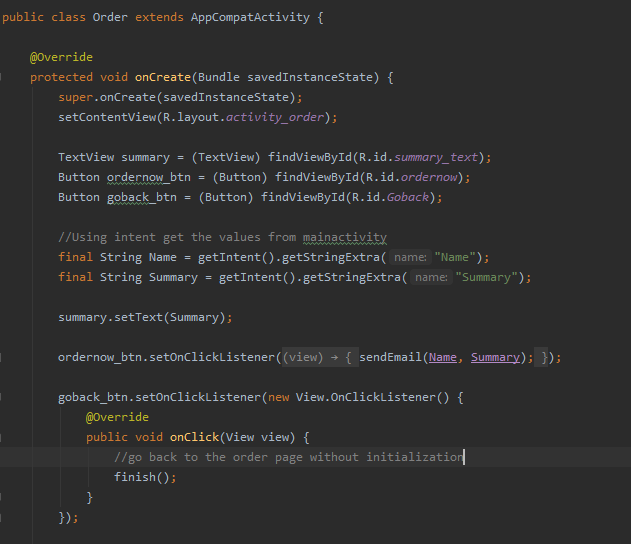 public class Order extends AppCompatActivity {
@Override
protected void onCreate(Bundle savedInstanceState) {
super.onCreate(savedInstanceState);
setContentView(R.layout.activity_order);
TextView summary = (TextView) findViewById(R.id.summary_text);
Button ordernow_btn = (Button) findViewById(R.id.ordernow);
Button goback_btn = (Button) findViewById(R.id.Goback);
//Using intent get the values from mainactivity
final String Name = getIntent().getStringExtra( name: "Name");
final String Summary = getIntent().getStringExtra( name: "Summary");
summary.setText(Summary);
ordernow_btn.setOnClickListener((view) → { sendEmail(Name, Summary); });
goback_btn.setOnClickListener(new View.OnClickListener() {
@Override
public void onClick(View view) {
//go back to the order page without initialization
finish();
}
});